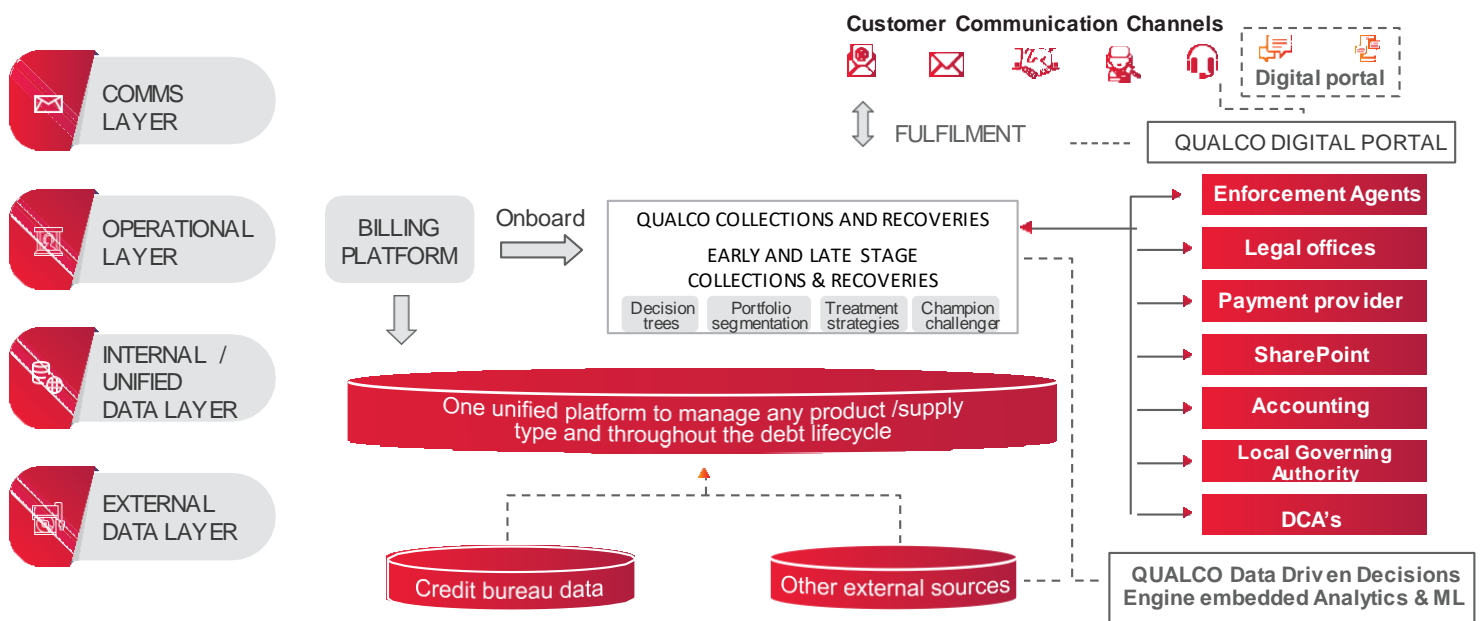 Customer Communication Channels
Digital portal
COMMS
LAYER
FULFILMENT
QUALCO DIGITAL PORTAL
OPERATIONAL
LAYER
BILLING
PLATFORM
Onboard
QUALCO COLLECTIONS AND RECOVERIES
EARLY AND LATE STAGE
COLLECTIONS & RECOVERIES
Decision
trees
Portfolio
segmentation
Treatment
strategies
Champion
challenger
Enforcement Agents
Legal offices
Payment provider
SharePoint
Accounting
Local Governing
Authority
DCA's
INTERNAL /
UNIFIED
DATA LAYER
One unified platform to manage any product /supply
type and throughout the debt lifecycle
EXTERNAL
DATA LAYER
Credit bureau data
Other external sources
QUALCO Data Driven Decisions
Engine embedded Analytics & ML